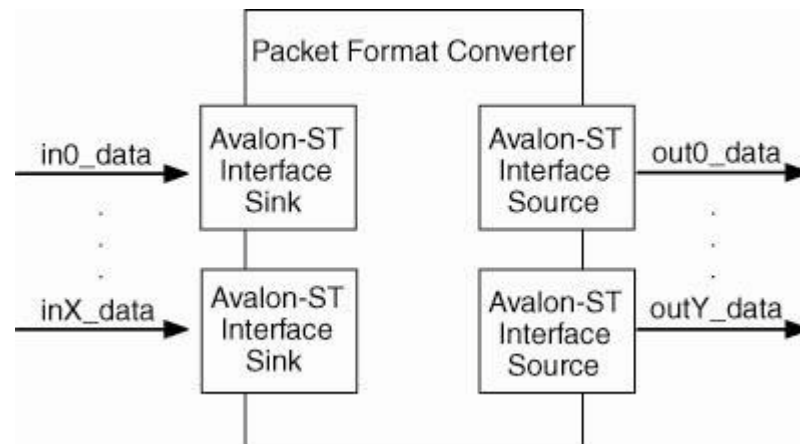 Packet Format Converter
in0_data
Avalon-ST
Interface
Sink
Avalon-ST
Interface
Source
out0_data
inX_data
Avalon-ST
Interface
Sink
Avalon-ST
Interface
Source
outY_data